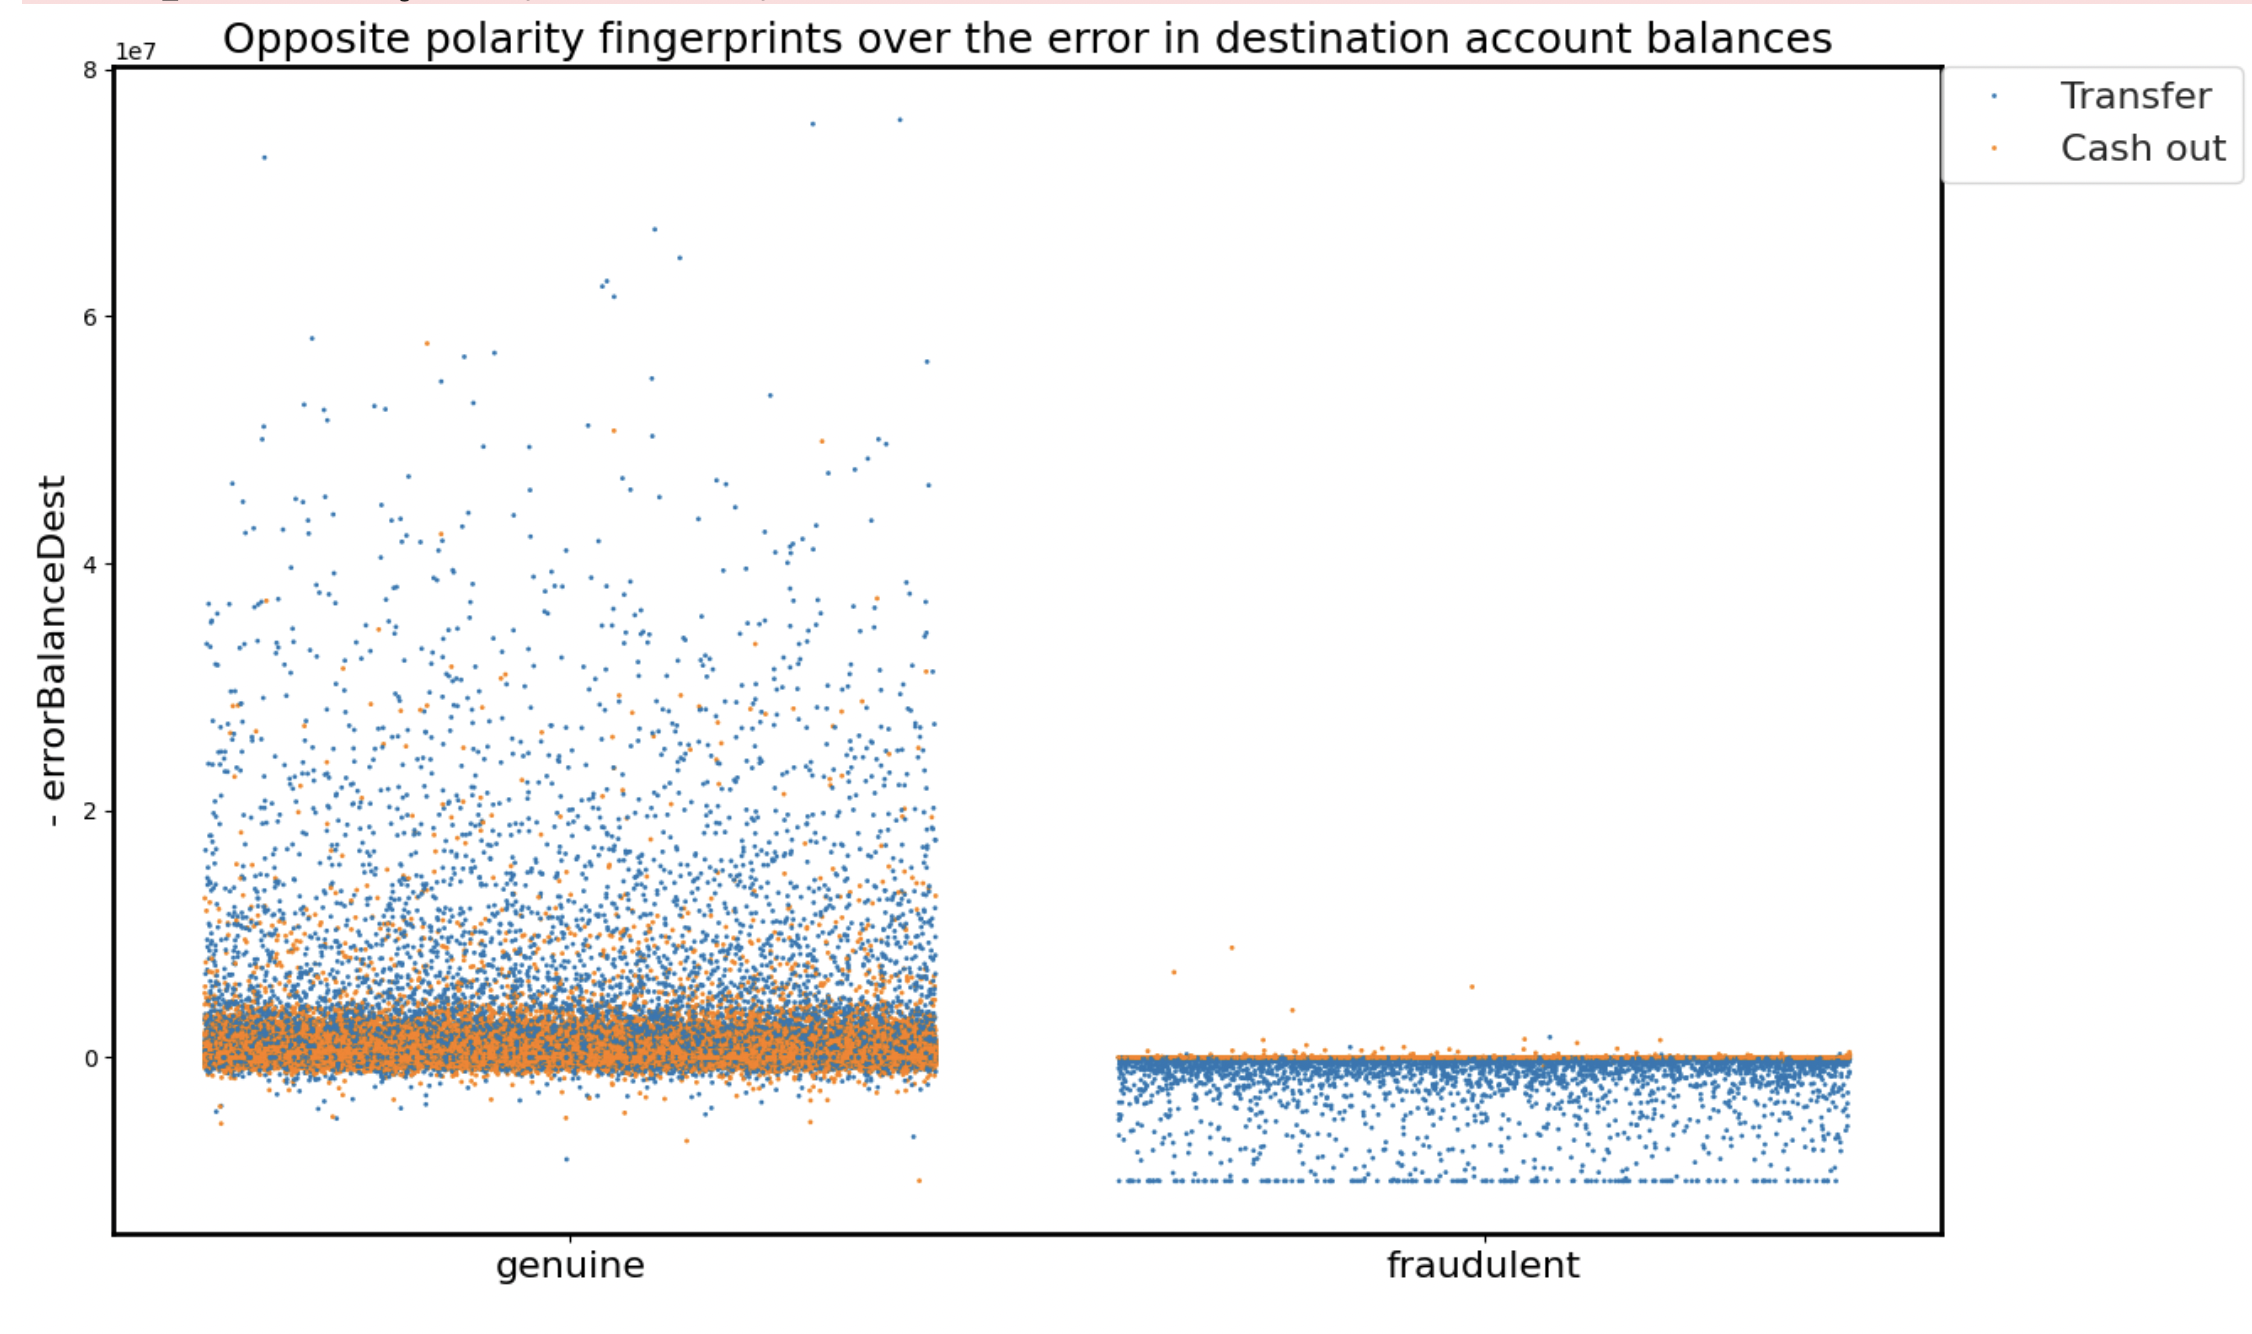 Opposite polarity fingerprints over the error in destination account balances
1e7
8
6
4
2
0
- errorBalanceDest
genuine
fraudulent
Transfer
Cash out